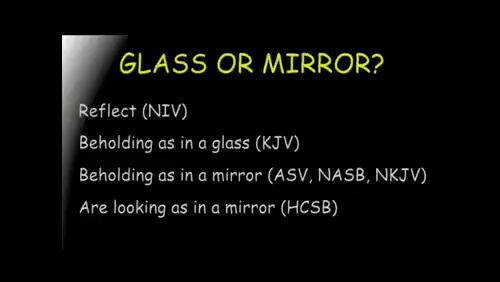 GLASS OR MIRROR?
Reflect (NIV)
Beholding as in a glass (KJV)
Beholding as in a mirror (ASV, NASB, NKJV)
Are looking as in a mirror (HCSB)